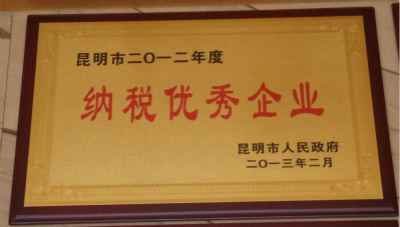 昆明市二〇一二年度
纳税优秀企业
昆明市人民政府
二〇一三年二月